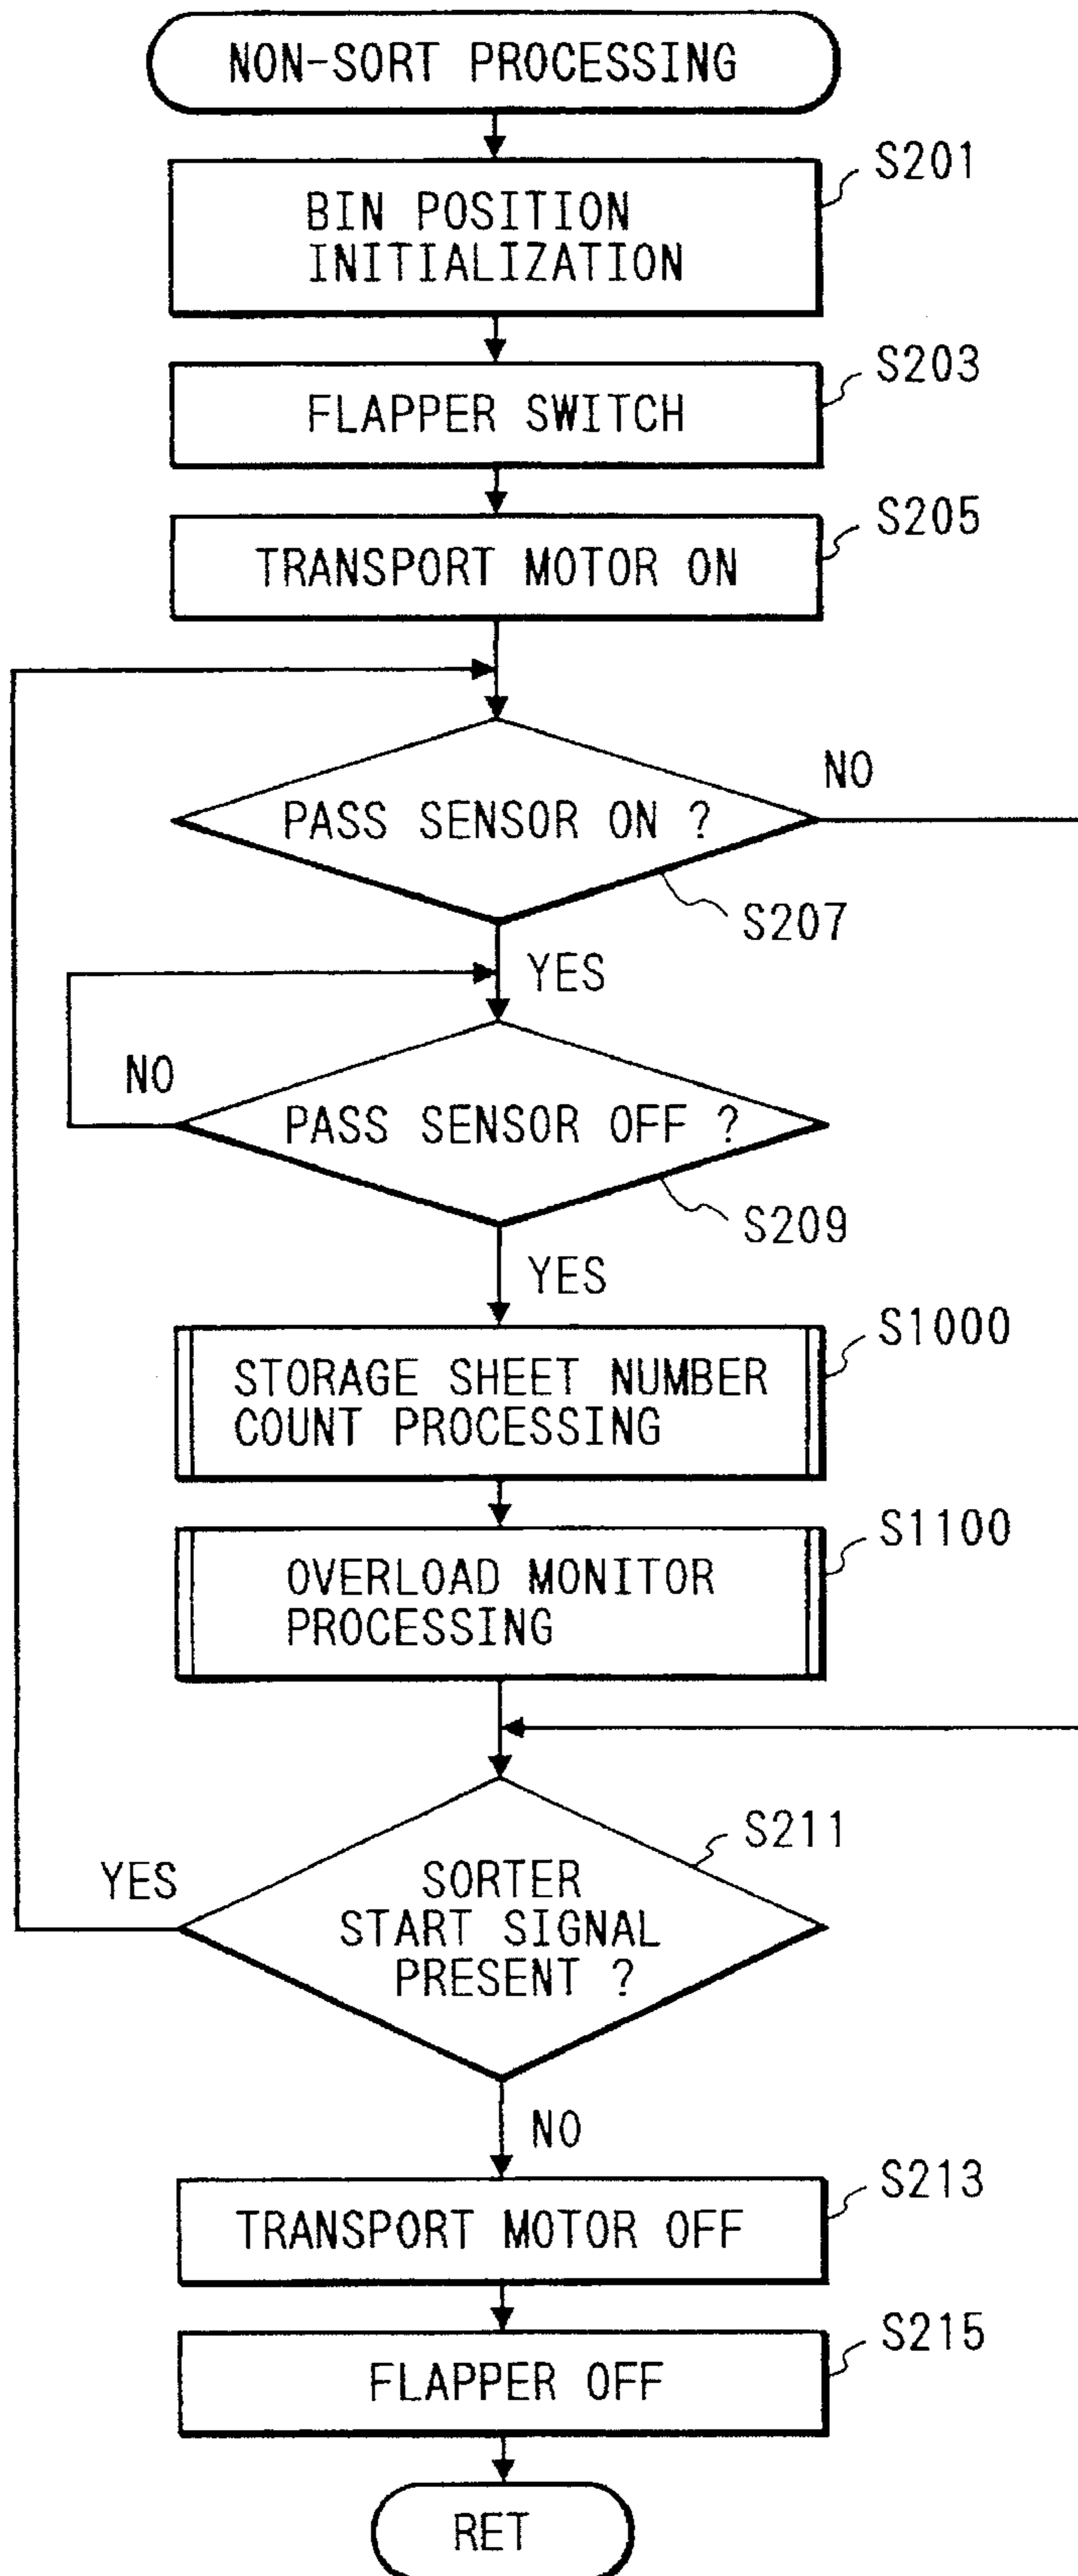 NON-SORT PROCESSING
S201
BIN POSITION
INITIALIZATION
S203
FLAPPER SWITCH
S205
TRANSPORT MOTOR ON
NO
PASS SENSOR ON ?
S207
YES
NO
PASS SENSOR OFF ?
S209
YES
S1000
STORAGE SHEET NUMBER
COUNT PROCESSING
S1100
OVERLOAD MONITOR
PROCESSING
S211
YES
SORTER
START SIGNAL
PRESENT ?
NO
S213
TRANSPORT MOTOR OFF
S215
FLAPPER OFF
RET